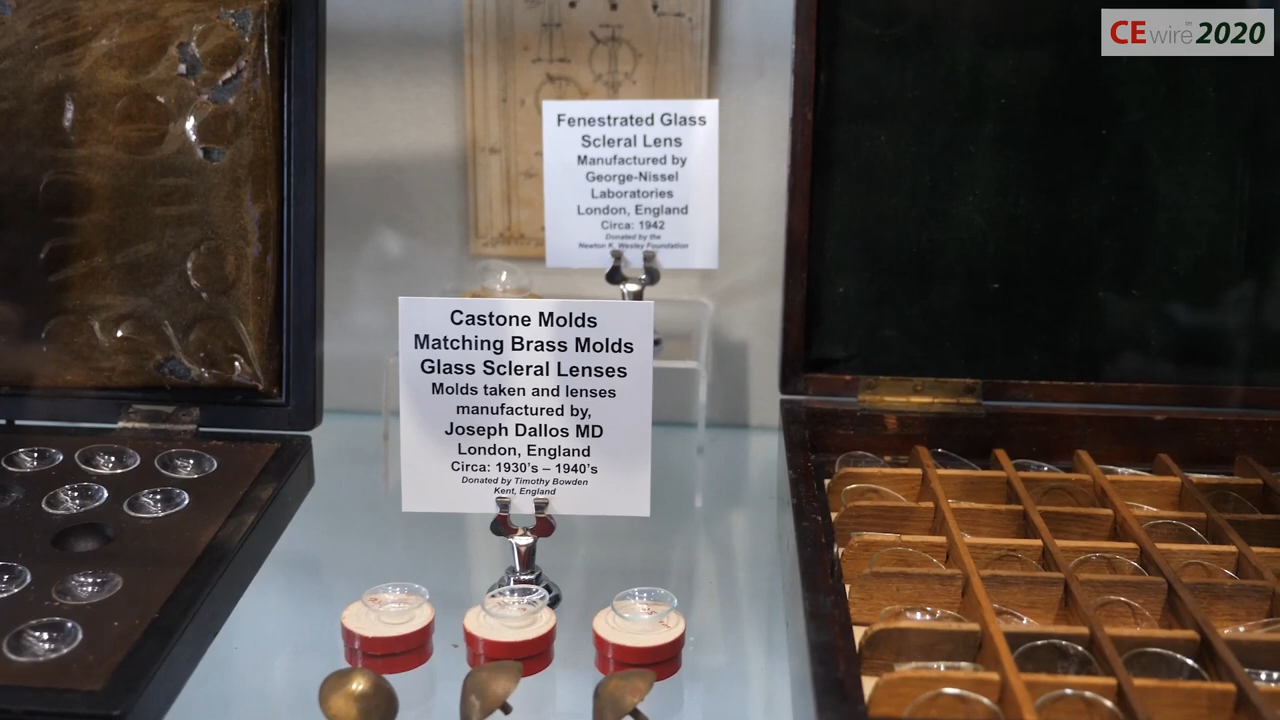 CEwire2020
Fenestrated Glass
Scleral Lens
Manufactured by
George-Nissel
Laboratories
London, England
Circa: 1942
Donated by the
Newton K. Wesley Foundation
Castone Molds
Matching Brass Molds
Glass Scleral Lenses
Molds taken and lenses
manufactured by,
Joseph Dallos MD
London, England
Circa: 1930's – 1940's
Donated by Timothy Bowden
Kent, England